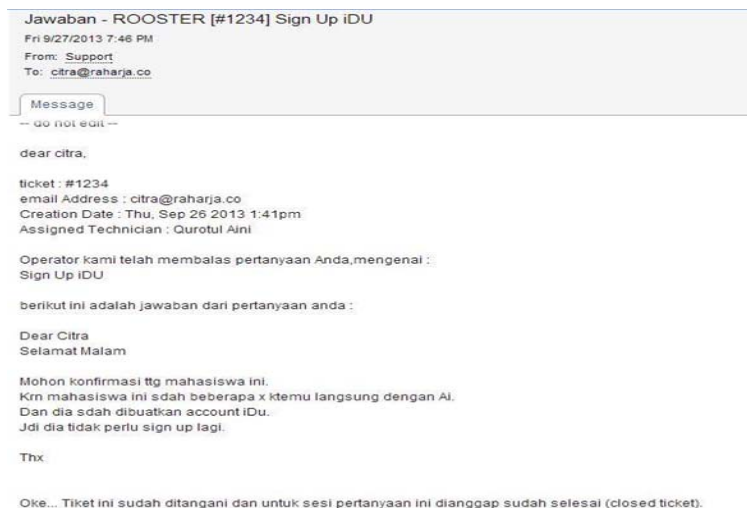 Jawaban - ROOSTER [#1234] Sign Up iDU
Fri 9/27/2013 7:46 PM
From: Support
To: citra@raharja.co
Message
-- do not edit --
dear citra,
ticket : #1234
email Address : citra@raharja.co
Creation Date : Thu, Sep 26 2013 1:41pm
Assigned Technician : Qurotul Aini
Operator kami telah membalas pertanyaan Anda,mengenai :
Sign Up iDU
berikut ini adalah jawaban dari pertanyaan anda :
Dear Citra
Selamat Malam
Mohon konfirmasi ttg mahasiswa ini.
Krn mahasiswa ini sdah beberapa x ktemu langsung dengan Ai.
Dan dia sdah dibuatkan account iDu.
Jdi dia tidak perlu sign up lagi.
Thx
Oke... Tiket ini sudah ditangani dan untuk sesi pertanyaan ini dianggap sudah selesai (closed ticket).